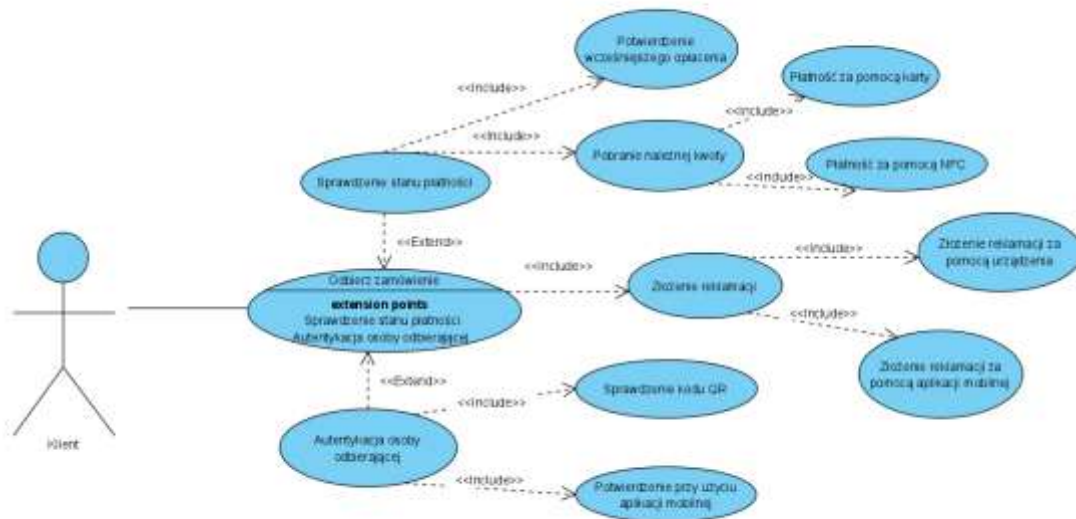 Potwierdzenie
wcześniejszego opłacenia
Płatność za pomocą karty
<<Include>>
<<Include>>
<<Include>>
Pobranie należnej kwoty
Płatność za pomocą NFC
<<Include>>
Sprawdzenie stanu płatności
<<Extend>>
Złożenie reklamacji za
pomocą urządzenia
<<Include>>
<<Include>>
Odbierz zamówienie
Złożenie reklamacji
extension points
Sprawdzenie stanu płatności
Autentykacja osoby odbierającej
<<Include>>
Złożenie reklamacji za
pomocą aplikacji mobilnej
<<Extend>>
Sprawdzenie kodu QR
<<Include>>
Klient
Autentykacja osoby
odbierającej
<<Include>>
Potwierdzenie przy użyciu
aplikacji mobilnej